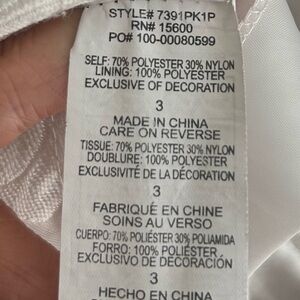 STYLE# 7391PK1P
RN# 15600
PO# 100-00080599
SELF: 70% POLYESTER 30% NYLON
LINING: 100% POLYESTER
EXCLUSIVE OF DECORATION
3
MADE IN CHINA
CARE ON REVERSE
TISSUE: 70% POLYESTER 30% NYLON
DOUBLURE: 100% POLYESTER
EXCLUSIVITÉ DE LA DÉCORATION
3
FABRIQUÉ EN CHINE
SOINS AU VERSO
CUERPO: 70% POLIÉSTER 30% POLIAMIDA
FORRO: 100% POLIÉSTER
EXCLUSIVO DE DECORACIÓN
3
HECHO EN CHINA